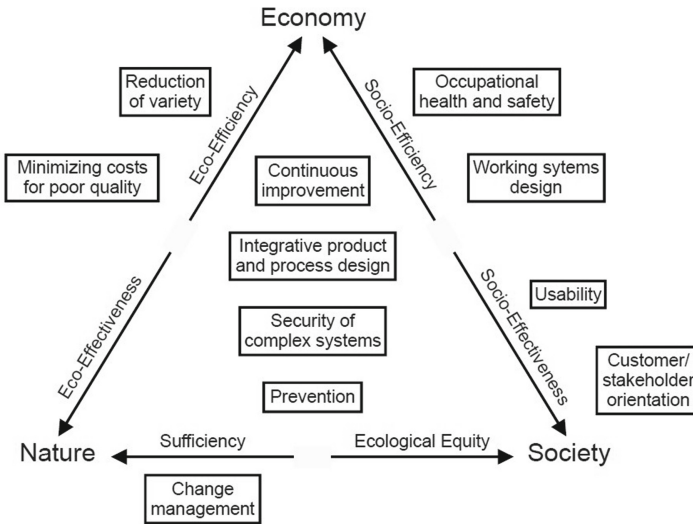 Economy
Reduction
of variety
Eco-Efficiency
Socio-Efficiency
Occupational
health and safety
Minimizing costs
for poor quality
Continuous
improvement
Working sytems
design
Integrative product
and process design
Eco-Effectiveness
Socio-Effectiveness
Usability
Security of
complex systems
Customer/
stakeholder
orientation
Prevention
Nature
Sufficiency
Ecological Equity
Society
Change
management